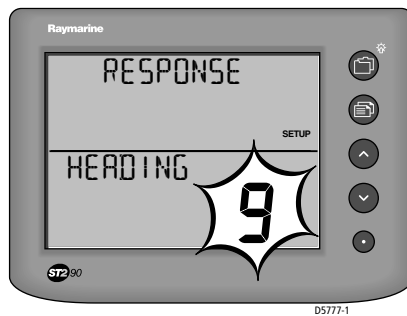 Raymarine
RESPONSE
SETUP
HEADING
9
ST290
D5777-1